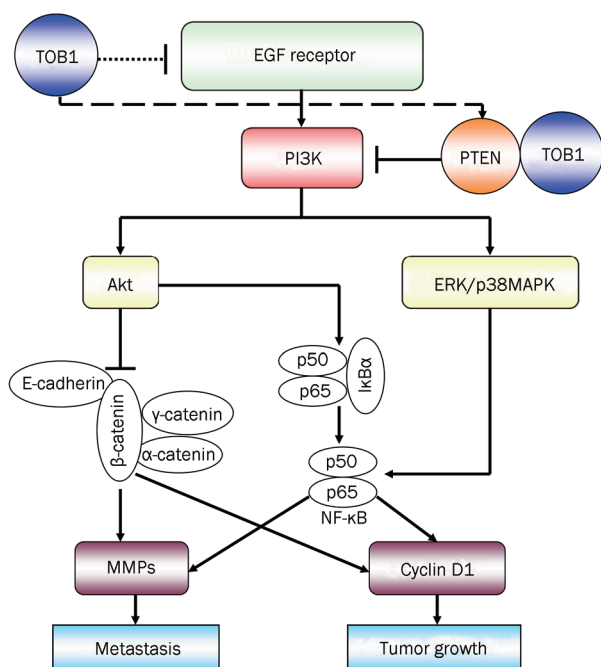 TOB1
EGF receptor
PI3K
PTEN
TOB1
Akt
ERK/p38MAPK
p50
p65
IκBα
E-cadherin
β-catenin
γ-catenin
α-catenin
p50
p65
NF-κB
MMPs
Cyclin D1
Metastasis
Tumor growth